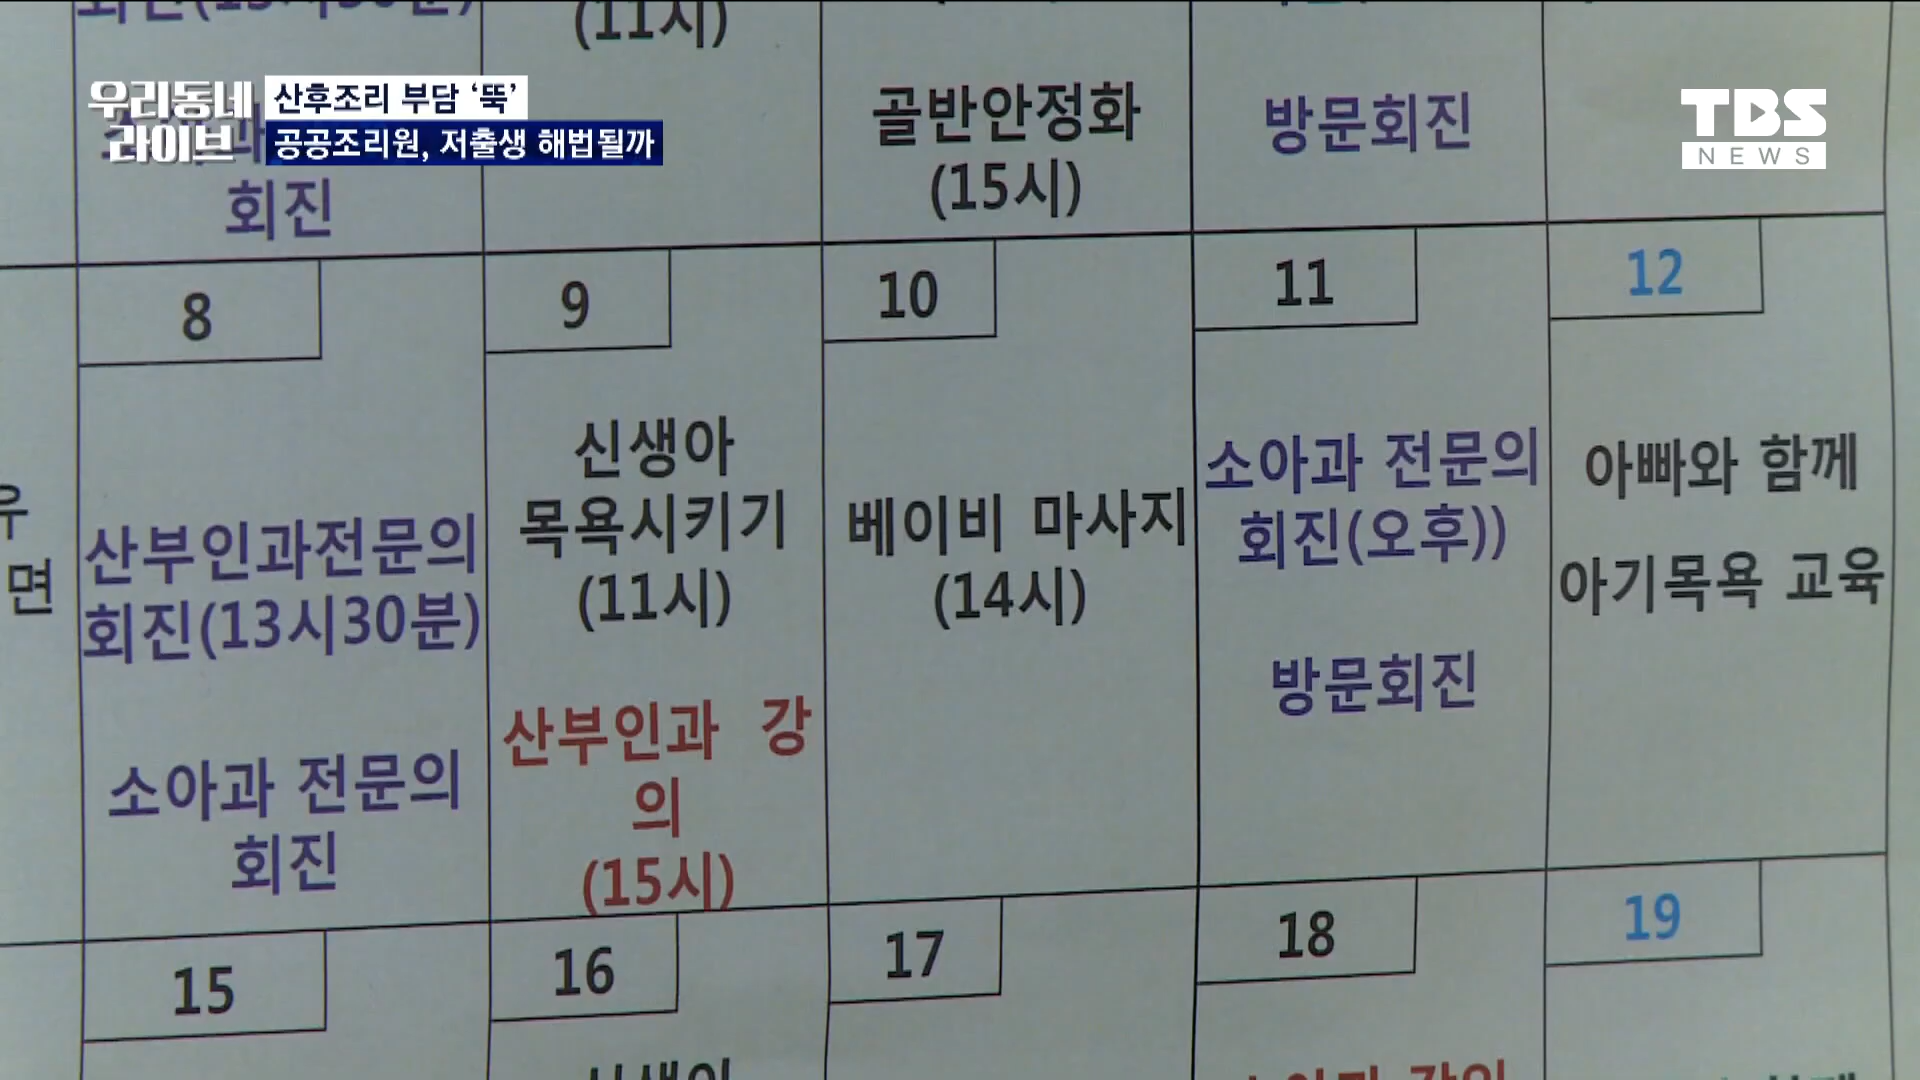 우리동네
라이브
산후조리 부담 ‘뚝’
공공조리원, 저출생 해법될까
TBS
NEWS
(11시)
회진
골반안정화
(15시)
방문회진
8
산부인과전문의
회진(13시30분)
소아과 전문의
회진
9
신생아
목욕시키기
(11시)
산부인과 강
의
(15시)
10
베이비 마사지
(14시)
11
소아과 전문의
회진(오후))
방문회진
12
아빠와 함께
아기목욕 교육
면
15
16
17
18
19